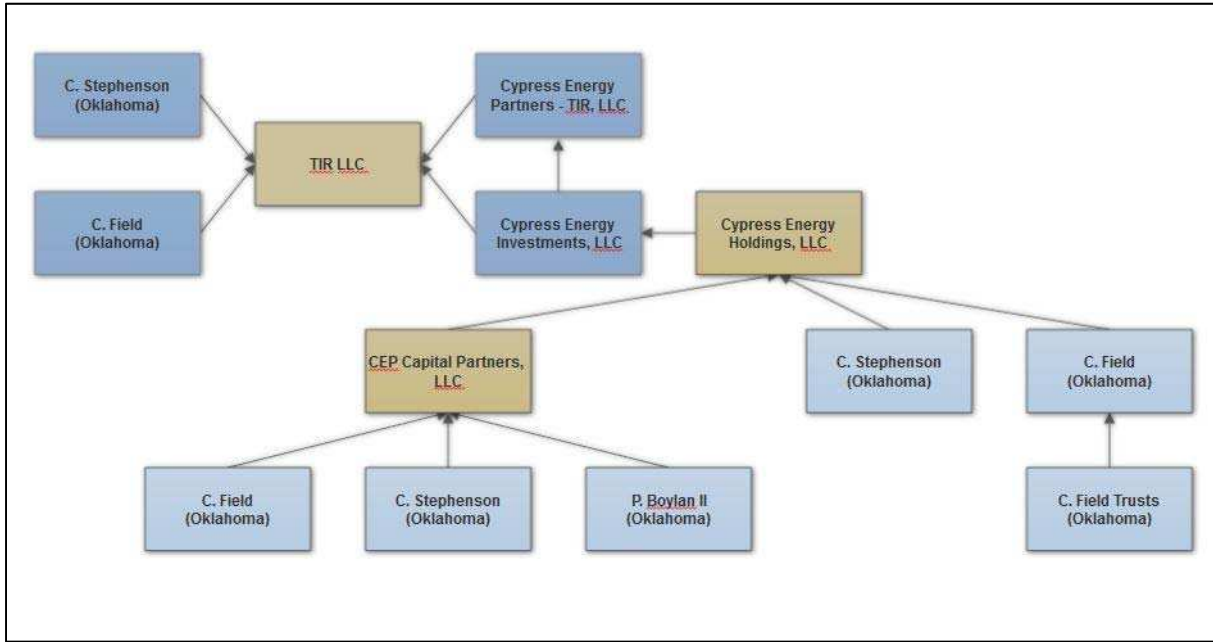 C. Stephenson
(Oklahoma)
Cypress Energy
Partners - TIR, LLC
TIR LLC
C. Field
(Oklahoma)
Cypress Energy
Investments, LLC
Cypress Energy
Holdings, LLC
CEP Capital Partners,
LLC
C. Stephenson
(Oklahoma)
C. Field
(Oklahoma)
C. Field
(Oklahoma)
C. Stephenson
(Oklahoma)
P. Boylan II
(Oklahoma)
C. Field Trusts
(Oklahoma)